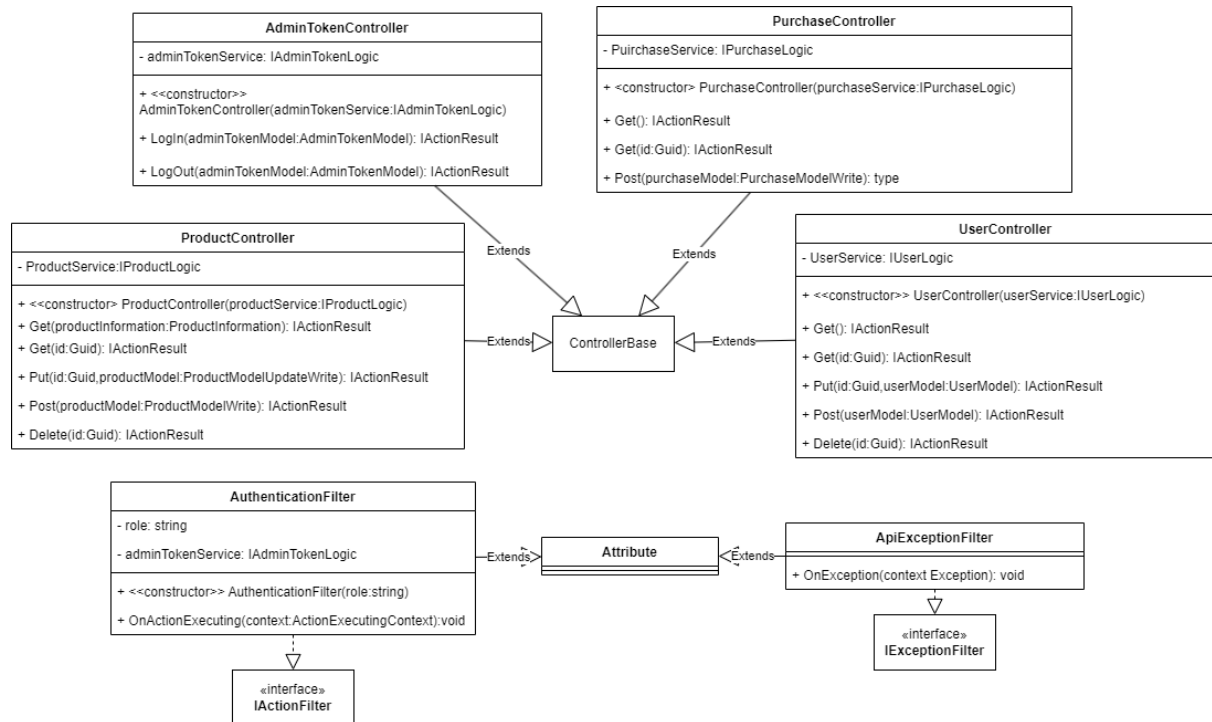 AdminTokenController
- adminTokenService: IAdminTokenLogic
+ <<constructor>>
AdminTokenController(adminTokenService:IAdminTokenLogic)
+ LogIn(adminTokenModel:AdminTokenModel): IActionResult
+ LogOut(adminTokenModel:AdminTokenModel): IActionResult
PurchaseController
- PuirchaseService: IPurchaseLogic
+ <constructor> PurchaseController(purchaseService:IPurchaseLogic)
+ Get(): IActionResult
+ Get(id:Guid): IActionResult
+ Post(purchaseModel:PurchaseModelWrite): type
Extends
Extends
ProductController
- ProductService:IProductLogic
+ <<constructor> ProductController(productService:IProductLogic)
+ Get(productInformation:ProductInformation): IActionResult
+ Get(id:Guid): IActionResult
+ Put(id:Guid,productModel:ProductModelUpdateWrite): IActionResult
+ Post(productModel:ProductModelWrite): IActionResult
+ Delete(id:Guid): IActionResult
Extends
ControllerBase
Extends
UserController
- UserService: IUserLogic
+ <<constructor>> UserController(userService:IUserLogic)
+ Get(): IActionResult
+ Get(id:Guid): IActionResult
+ Put(id:Guid,userModel:UserModel): IActionResult
+ Post(userModel:UserModel): IActionResult
+ Delete(id:Guid): IActionResult
AuthenticationFilter
- role: string
- adminTokenService: IAdminTokenLogic
+ <<constructor>> AuthenticationFilter(role:string)
+ OnActionExecuting(context:ActionExecutingContext):void
Extends
Attribute
Extends
ApiExceptionFilter
+ OnException(context Exception): void
«interface»
IExceptionFilter
«interface»
IActionFilter